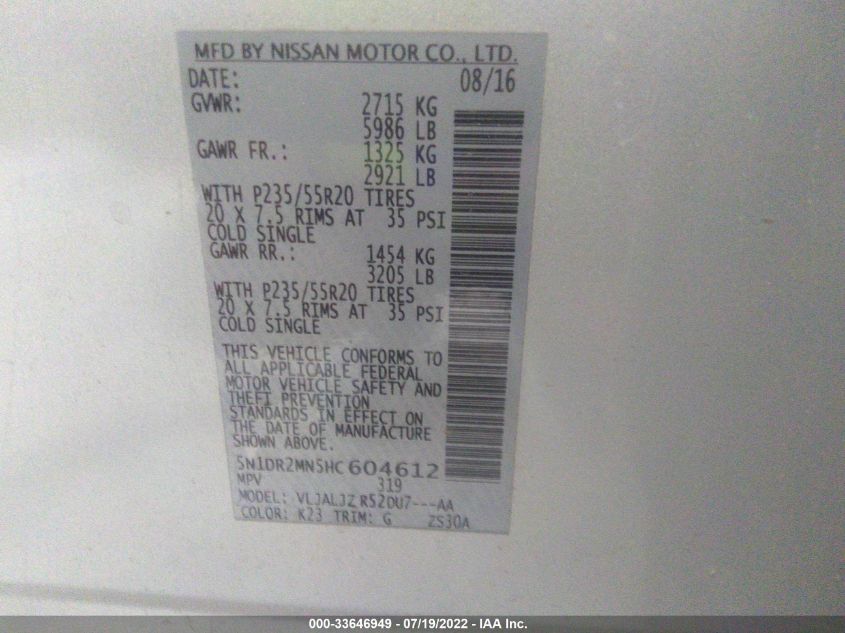 MFD BY NISSAN MOTOR CO., LTD.
DATE: 08/16
GVWR: 2715 KG
5986 LB
GAWR FR.: 1325 KG
2921 LB
WITH P235/55R20 TIRES
20 X 7.5 RIMS AT 35 PSI
COLD SINGLE
GAWR RR.: 1454 KG
3205 LB
WITH P235/55R20 TIRES
20 X 7.5 RIMS AT 35 PSI
COLD SINGLE
THIS VEHICLE CONFORMS TO
ALL APPLICABLE FEDERAL
MOTOR VEHICLE SAFETY AND
THEFT PREVENTION
STANDARDS IN EFFECT ON
THE DATE OF MANUFACTURE
SHOWN ABOVE.
5N1DR2MN5HC604612
MPV 319
MODEL: VLJALJZ R52DU7---AA
COLOR: K23 TRIM: G ZS30A
000-33646949 - 07/19/2022 - IAA Inc.